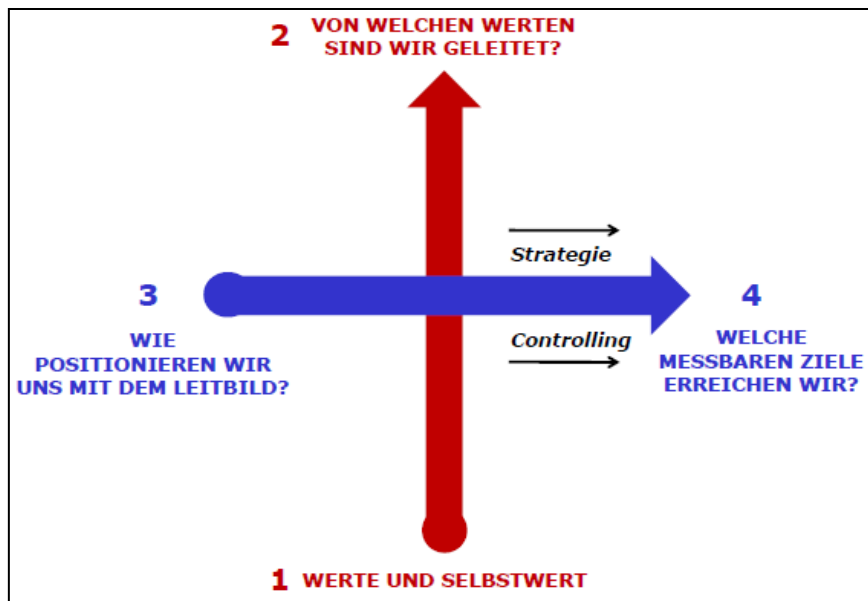 2 VON WELCHEN WERTEN
SIND WIR GELEITET?
Strategie
3
4
Controlling
WIE
POSITIONIEREN WIR
UNS MIT DEM LEITBILD?
WELCHE
MESSBAREN ZIELE
ERREICHEN WIR?
1 WERTE UND SELBSTWERT